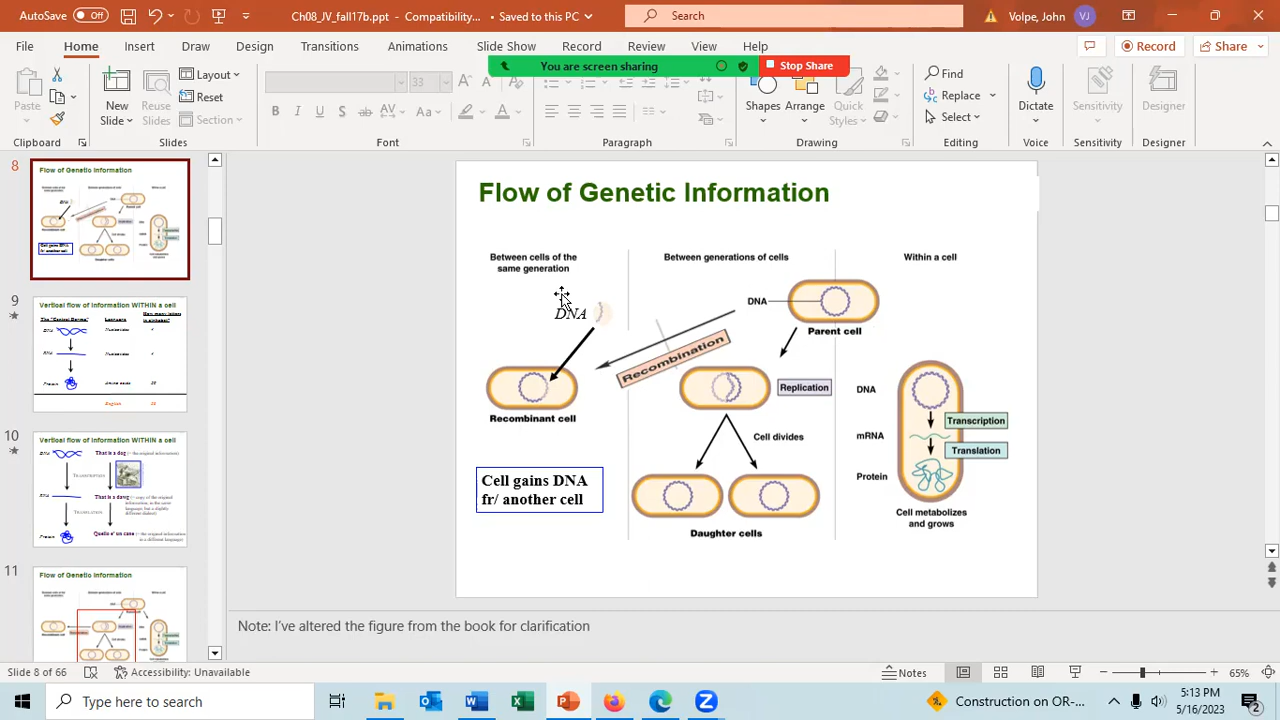 AutoSave Off
Ch08_JV_fall17b.ppt - Compatibility... • Saved to this PC
Search
Volpe, John VJ
File Home Insert Draw Design Transitions Animations Slide Show Record Review View Help
Record Share
You are screen sharing Stop Share
Paste
New Slide
Reuse Slides
Layout
Reset
Section
33
B I U S ab AV Aa
Shapes Arrange Quick Styles
Find
Replace
Select
Dictate
Sensitivity
Designer
Clipboard Slides Font Paragraph Drawing Editing Voice Sensitivity Designer
8
Flow of Genetic Information
9
Vertical flow of information WITHIN a cell
10
Vertical flow of information WITHIN a cell
11
Flow of Genetic Information
Flow of Genetic Information
Between cells of the
same generation
Between generations of cells
Within a cell
DNA
DNA
Parent cell
Recombination
Recombinant cell
Replication
Cell divides
Daughter cells
Cell gains DNA
fr/ another cell
DNA
Transcription
mRNA
Translation
Protein
Cell metabolizes
and grows
Note: I've altered the figure from the book for clarification
Slide 8 of 66
Accessibility: Unavailable
Notes
65%
Type here to search
Construction on OR-...
5:13 PM
5/16/2023
2